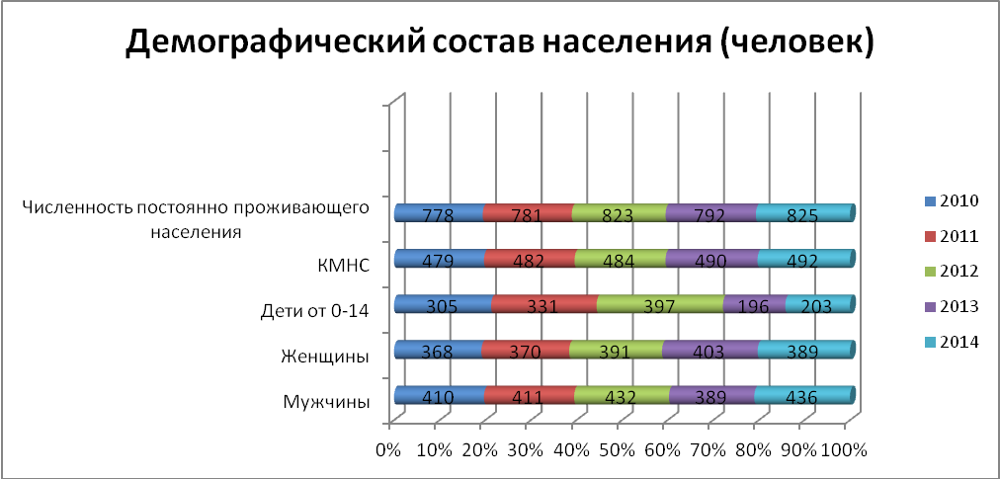 Демографический состав населения (человек)
Численность постоянно проживающего
населения
778 781 823 792 825
КМНС
479 482 484 490 492
Дети от 0-14
305 331 397 196 203
Женщины
368 370 391 403 389
Мужчины
410 411 432 389 436
0% 10% 20% 30% 40% 50% 60% 70% 80% 90% 100%
2010
2011
2012
2013
2014